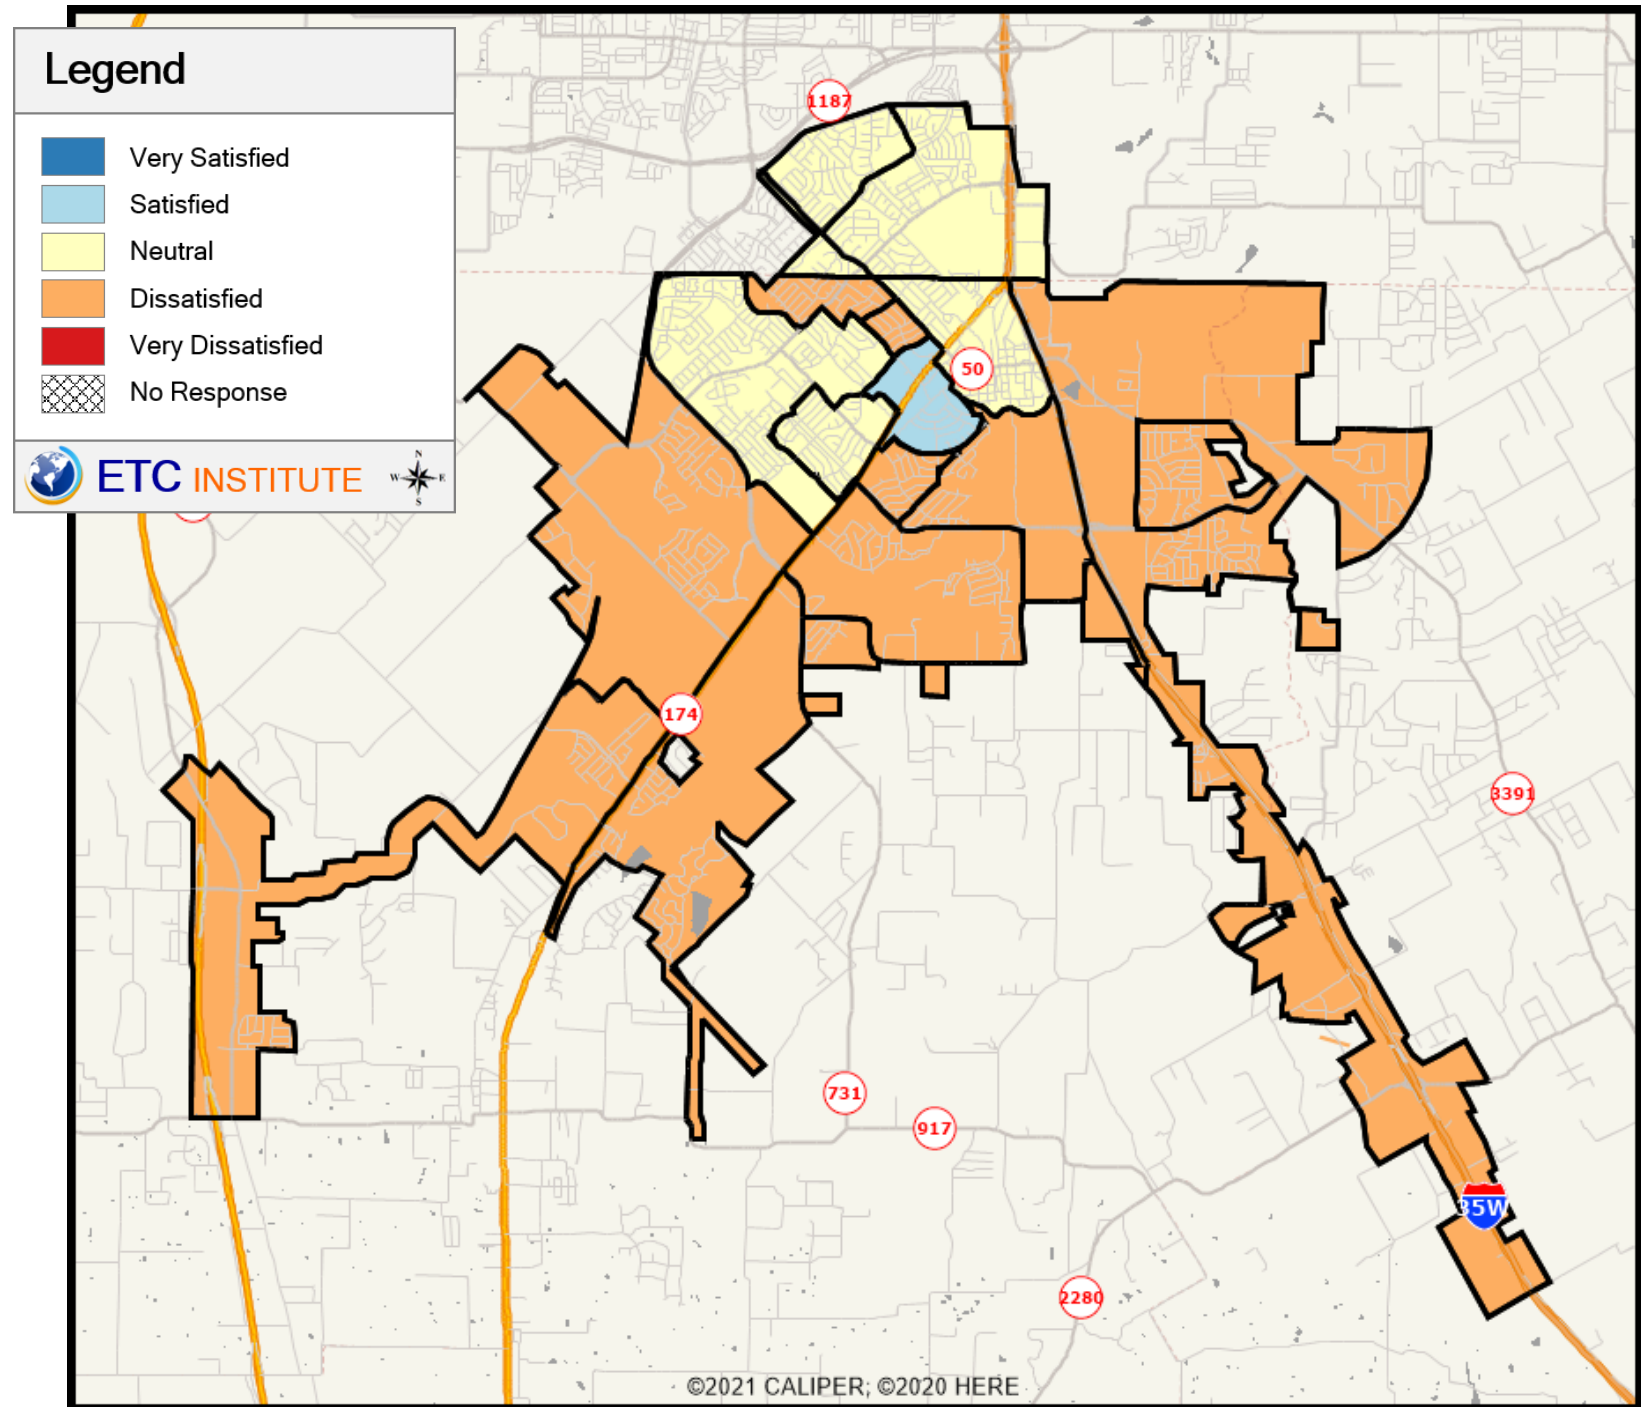 Legend
Very Satisfied
Satisfied
Neutral
Dissatisfied
Very Dissatisfied
No Response
ETC INSTITUTE
N
W E
S
1187
50
174
3391
731
917
35W
2280
©2021 CALIPER; ©2020 HERE